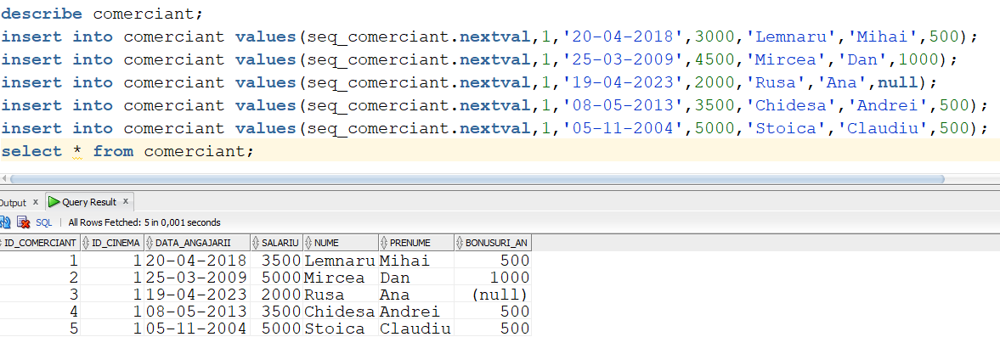 describe comerciant;
insert into comerciant values(seq_comerciant.nextval,1,'20-04-2018',3000,'Lemnaru','Mihai',500);
insert into comerciant values(seq_comerciant.nextval,1,'25-03-2009',4500,'Mircea','Dan',1000);
insert into comerciant values(seq_comerciant.nextval,1,'19-04-2023',2000,'Rusa','Ana',null);
insert into comerciant values(seq_comerciant.nextval,1,'08-05-2013',3500,'Chidesa','Andrei',500);
insert into comerciant values(seq_comerciant.nextval,1,'05-11-2004',5000,'Stoica','Claudiu',500);
select * from comerciant;
Output x Query Result x
SQL | All Rows Fetched: 5 in 0,001 seconds
ID_COMERCIANT ID_CINEMA DATA_ANGAJARII SALARIU NUME PRENUME BONUSURI_AN
1 1 20-04-2018 3500 Lemnaru Mihai 500
2 1 25-03-2009 5000 Mircea Dan 1000
3 1 19-04-2023 2000 Rusa Ana (null)
4 1 08-05-2013 3500 Chidesa Andrei 500
5 1 05-11-2004 5000 Stoica Claudiu 500